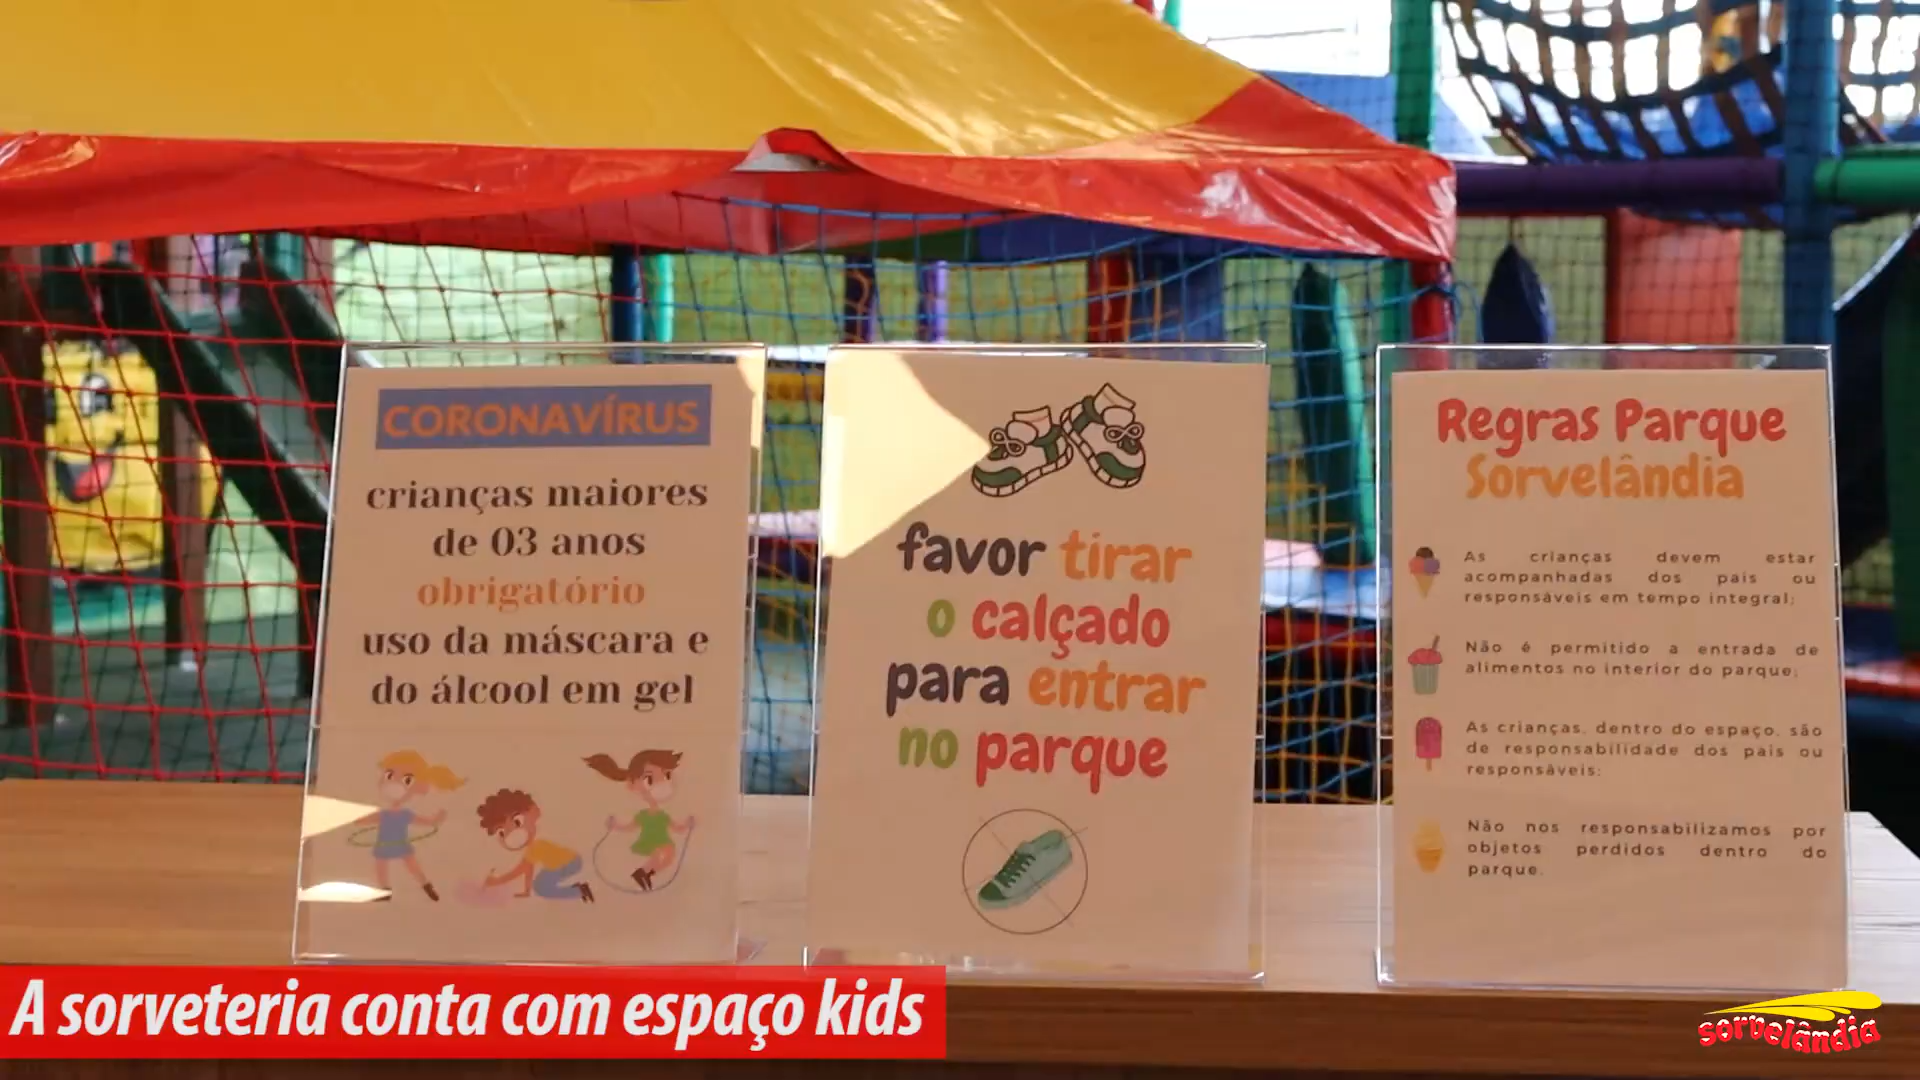 CORONAVÍRUS
crianças maiores
de 03 anos
obrigatório
uso da máscara e
do álcool em gel
favor tirar
o calçado
para entrar
no parque
Regras Parque
Sorvelândia
As crianças devem estar
acompanhadas dos pais ou
responsáveis em tempo integral;
Não é permitido a entrada de
alimentos no interior do parque;
As crianças, dentro do espaço, são
de responsabilidade dos pais ou
responsáveis;
Não nos responsabilizamos por
objetos perdidos dentro do
parque.
A sorveteria conta com espaço kids
sorvelândia